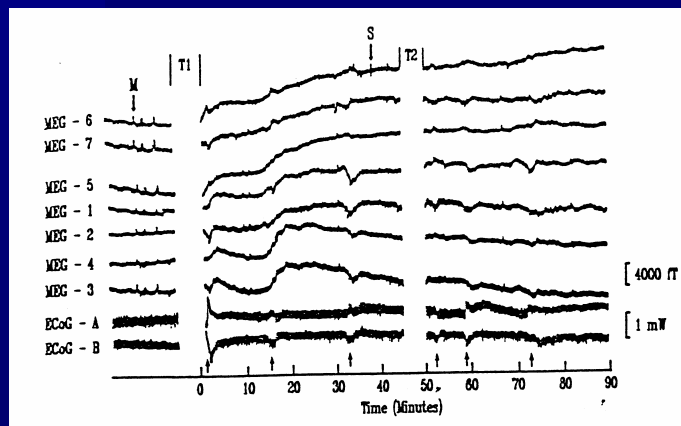 S
T1
T2
M
MEG - 6
MEG - 7
MEG - 5
MEG - 1
MEG - 2
MEG - 4
MEG - 3
4000 fT
ECoG - A
1 mV
ECoG - B
0 10 20 30 40 50 60 70 80 90
Time (Minutes)